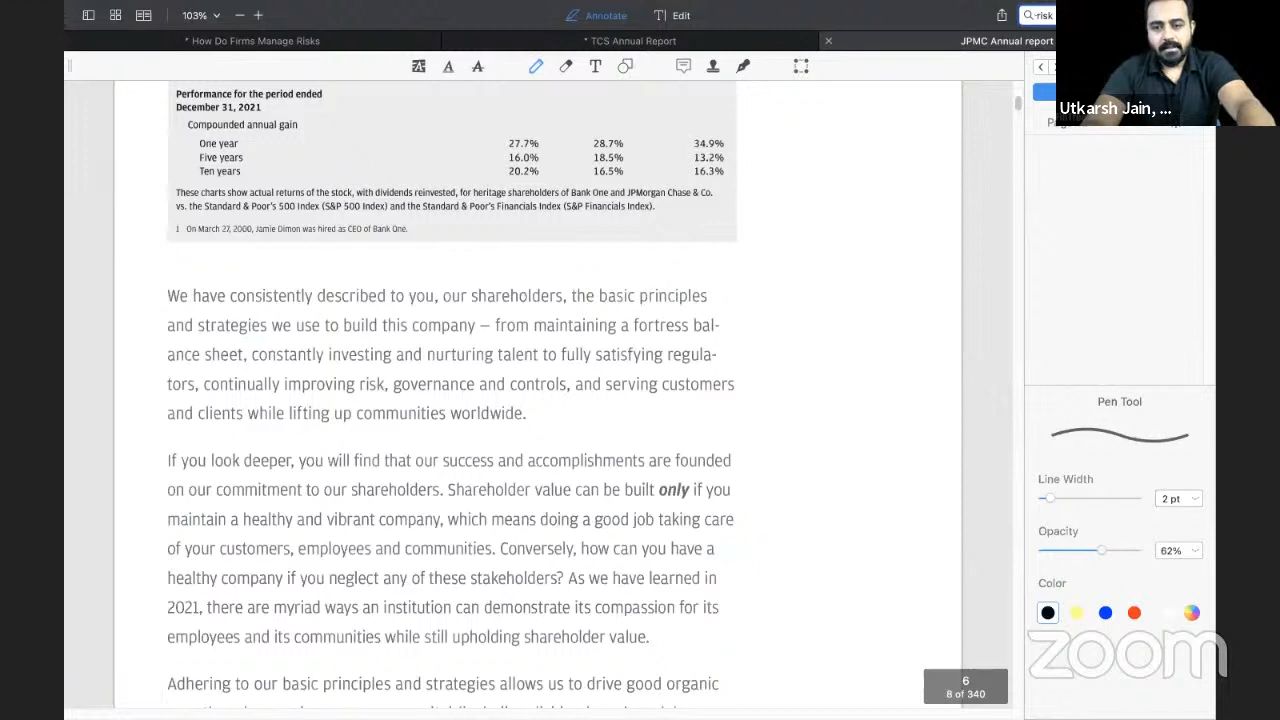 103%
Annotate
Edit
risk
* How Do Firms Manage Risks
* TCS Annual Report
JPMC Annual report
Utkarsh Jain, ...
Performance for the period ended
December 31, 2021
Compounded annual gain
One year 27.7% 28.7% 34.9%
Five years 16.0% 18.5% 13.2%
Ten years 20.2% 16.5% 16.3%
These charts show actual returns of the stock, with dividends reinvested, for heritage shareholders of Bank One and JPMorgan Chase & Co.
vs. the Standard & Poor's 500 Index (S&P 500 Index) and the Standard & Poor's Financials Index (S&P Financials Index).
1 On March 27, 2000, Jamie Dimon was hired as CEO of Bank One.
We have consistently described to you, our shareholders, the basic principles
and strategies we use to build this company — from maintaining a fortress bal-
ance sheet, constantly investing and nurturing talent to fully satisfying regula-
tors, continually improving risk, governance and controls, and serving customers
and clients while lifting up communities worldwide.
If you look deeper, you will find that our success and accomplishments are founded
on our commitment to our shareholders. Shareholder value can be built only if you
maintain a healthy and vibrant company, which means doing a good job taking care
of your customers, employees and communities. Conversely, how can you have a
healthy company if you neglect any of these stakeholders? As we have learned in
2021, there are myriad ways an institution can demonstrate its compassion for its
employees and its communities while still upholding shareholder value.
Adhering to our basic principles and strategies allows us to drive good organic
Pen Tool
Line Width
2 pt
Opacity
62%
Color
6
8 of 340
zoom